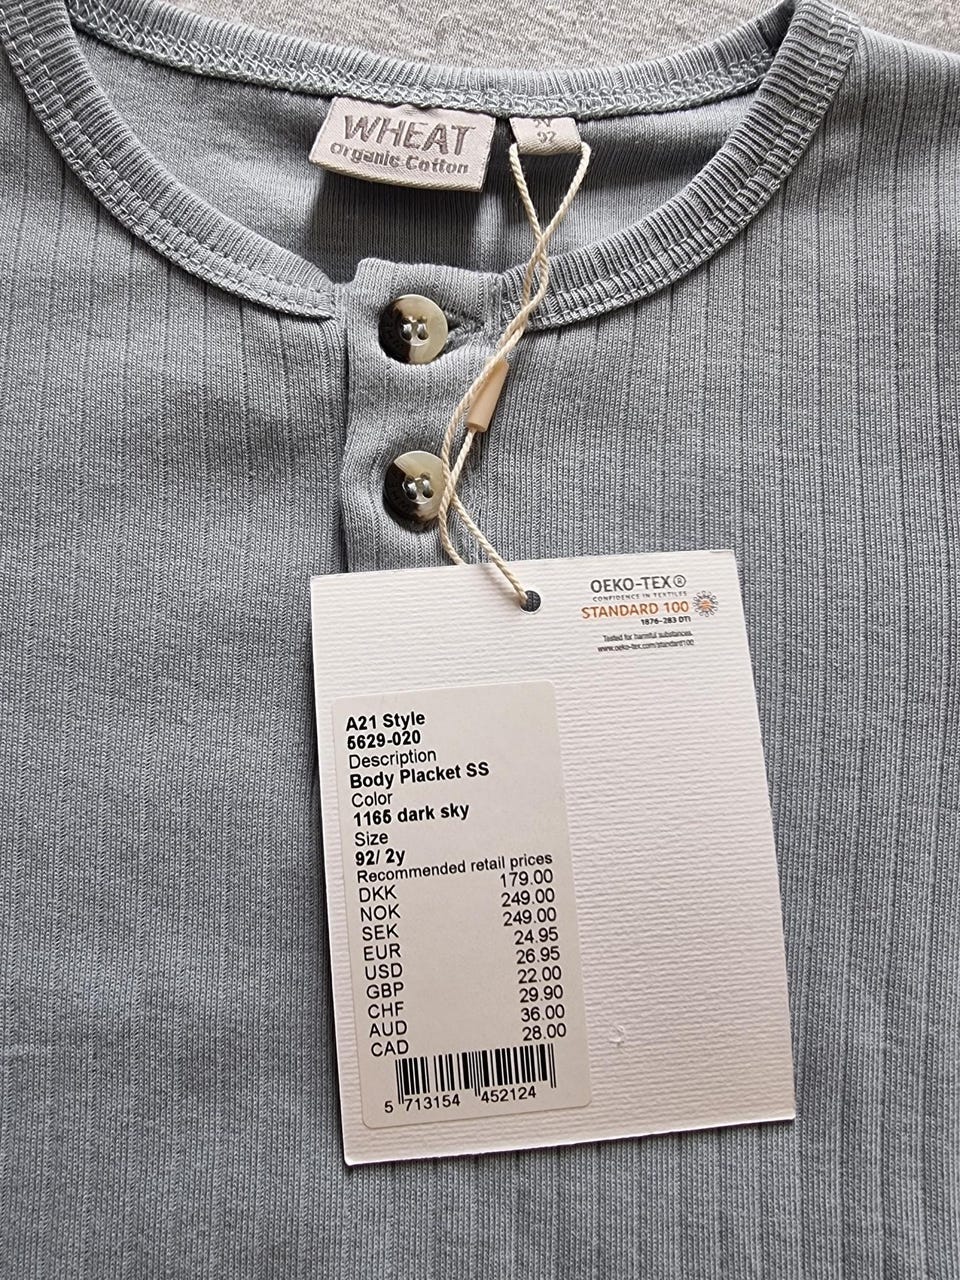 WHEAT
Organic Cotton
92
OEKO-TEX®
CONFIDENCE IN TEXTILES
STANDARD 100
1876-283 DTI
Tested for harmful substances.
www.oeko-tex.com/standard100
A21 Style
5629-020
Description
Body Placket SS
Color
1165 dark sky
Size
92/ 2y
Recommended retail prices
DKK 179.00
NOK 249.00
SEK 249.00
EUR 24.95
USD 26.95
GBP 22.00
CHF 29.90
AUD 36.00
CAD 28.00
5 713154 452124